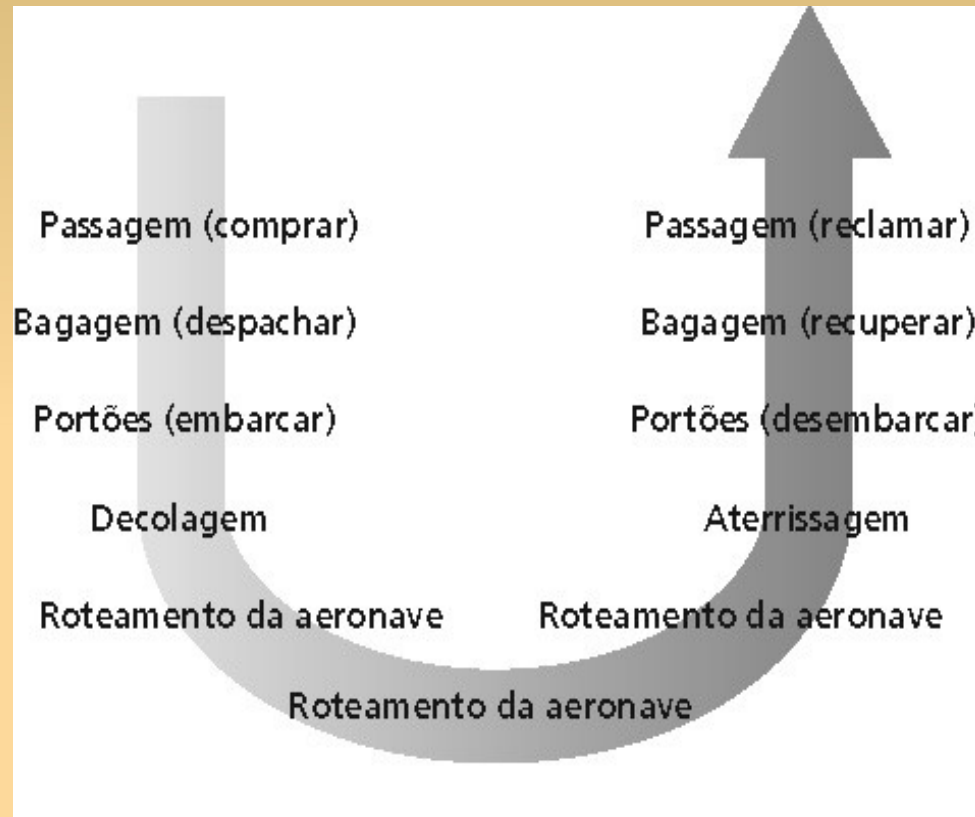 Passagem (comprar)
Bagagem (despachar)
Portões (embarcar)
Decolagem
Roteamento da aeronave
Roteamento da aeronave
Roteamento da aeronave
Aterrissagem
Portões (desembarcar)
Bagagem (recuperar)
Passagem (reclamar)